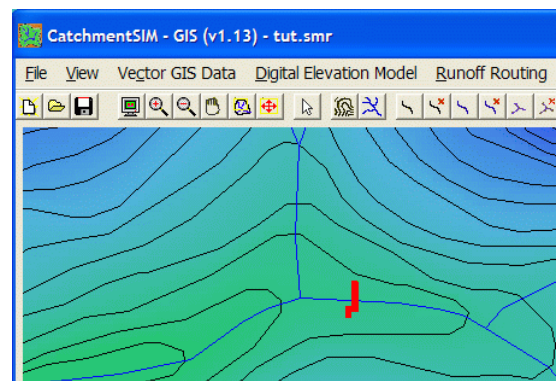 CatchmentSIM - GIS (v1.13) - tut.smr
File View Vector GIS Data Digital Elevation Model Runoff Routing